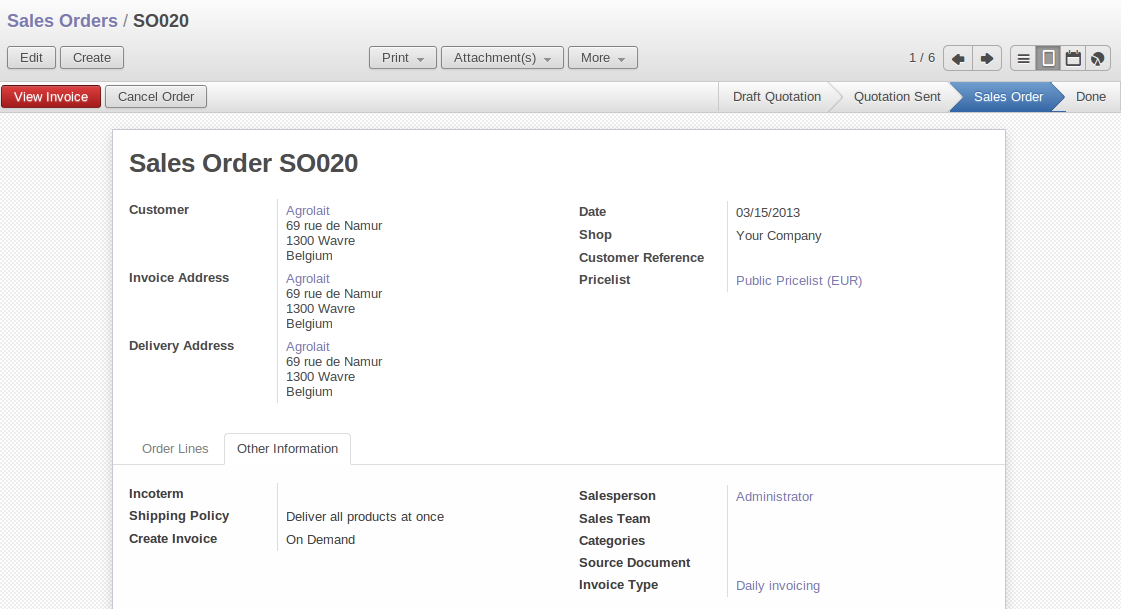 Sales Orders / SO020
Edit Create Print Attachment(s) More 1 / 6
View Invoice Cancel Order Draft Quotation Quotation Sent Sales Order Done
Sales Order SO020
Customer
Agrolait
69 rue de Namur
1300 Wavre
Belgium
Invoice Address
Agrolait
69 rue de Namur
1300 Wavre
Belgium
Delivery Address
Agrolait
69 rue de Namur
1300 Wavre
Belgium
Date 03/15/2013
Shop Your Company
Customer Reference
Pricelist Public Pricelist (EUR)
Order Lines Other Information
Incoterm
Shipping Policy Deliver all products at once
Create Invoice On Demand
Salesperson Administrator
Sales Team
Categories
Source Document
Invoice Type Daily invoicing